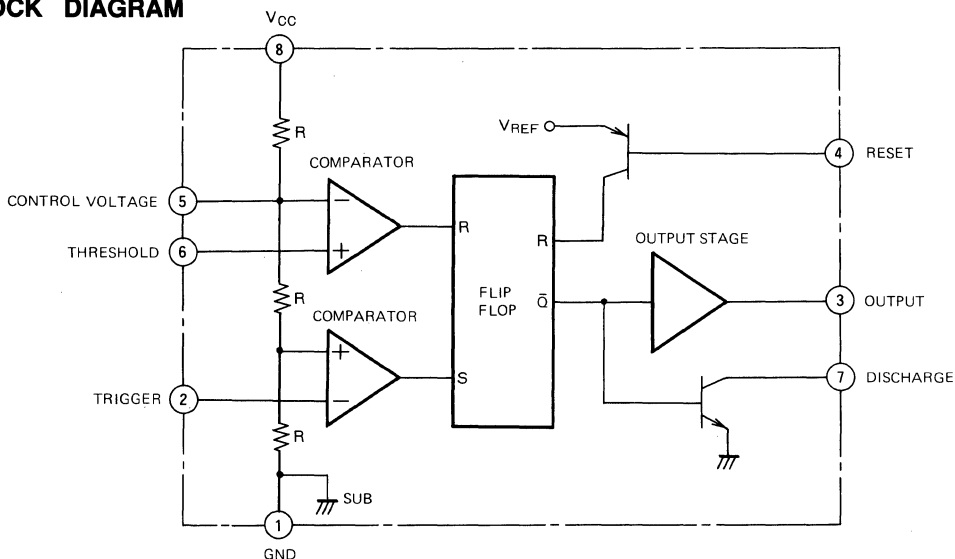 OCK DIAGRAM
VCC
8
R
VREF
4 RESET
COMPARATOR
CONTROL VOLTAGE 5
−
R
THRESHOLD 6
+
R
OUTPUT STAGE
R
COMPARATOR
FLIP
FLOP
Q̄
3 OUTPUT
+
S
7 DISCHARGE
TRIGGER 2
−
R
SUB
1
GND